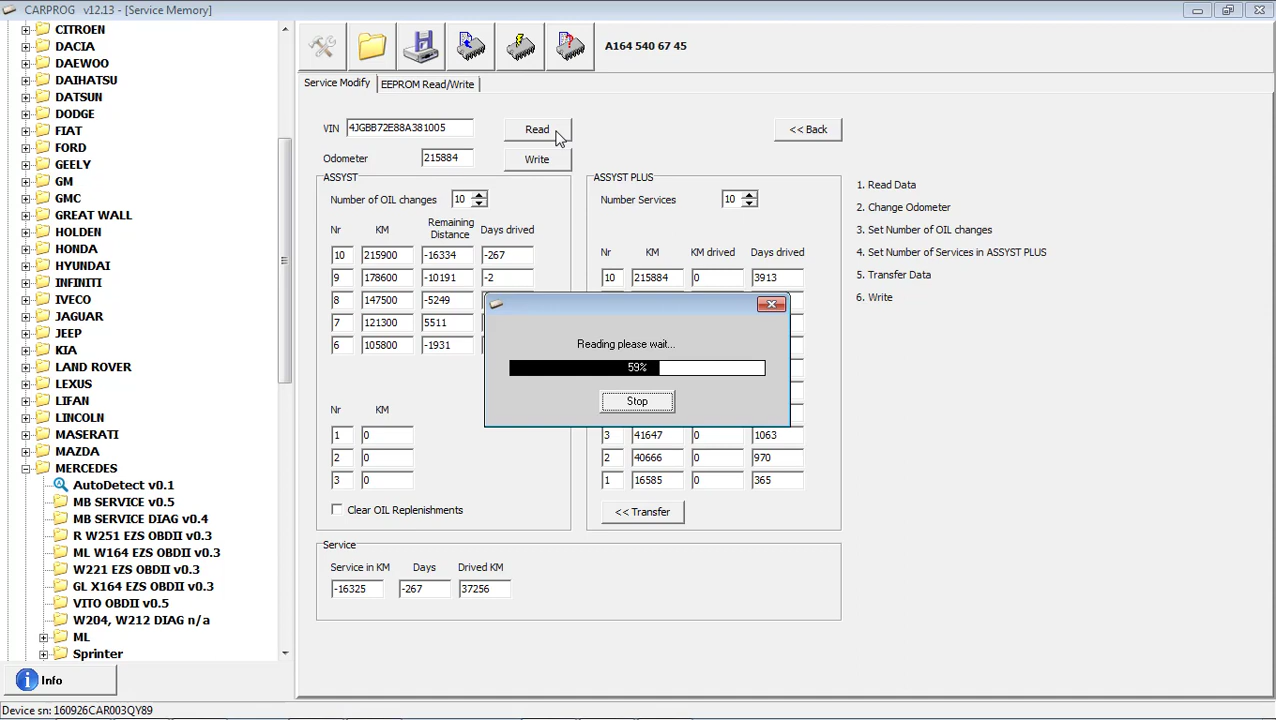 CARPROG v12.13 - [Service Memory]
CITROEN
DACIA
DAEWOO
DAIHATSU
DATSUN
DODGE
FIAT
FORD
GEELY
GM
GMC
GREAT WALL
HOLDEN
HONDA
HYUNDAI
INFINITI
IVECO
JAGUAR
JEEP
KIA
LAND ROVER
LEXUS
LIFAN
LINCOLN
MASERATI
MAZDA
MERCEDES
AutoDetect v0.1
MB SERVICE v0.5
MB SERVICE DIAG v0.4
R W251 EZS OBDII v0.3
ML W164 EZS OBDII v0.3
W221 EZS OBDII v0.3
GL X164 EZS OBDII v0.3
VITO OBDII v0.5
W204, W212 DIAG n/a
ML
Sprinter
Info
Device sn: 160926CAR003QY89
A164 540 67 45
Service Modify EEPROM Read/Write
VIN 4JGBB72E88A381005 Read << Back
Odometer 215884 Write
ASSYST
Number of OIL changes 10
Nr KM Remaining Distance Days drived
10 215900 -16334 -267
9 178600 -10191 -2
8 147500 -5249
7 121300 5511
6 105800 -1931
Nr KM
1 0
2 0
3 0
Clear OIL Replenishments
ASSYST PLUS
Number Services 10
Nr KM KM drived Days drived
10 215884 0 3913
3 41647 0 1063
2 40666 0 970
1 16585 0 365
<< Transfer
Reading please wait...
59%
Stop
Service
Service in KM Days Drived KM
-16325 -267 37256
1. Read Data
2. Change Odometer
3. Set Number of OIL changes
4. Set Number of Services in ASSYST PLUS
5. Transfer Data
6. Write